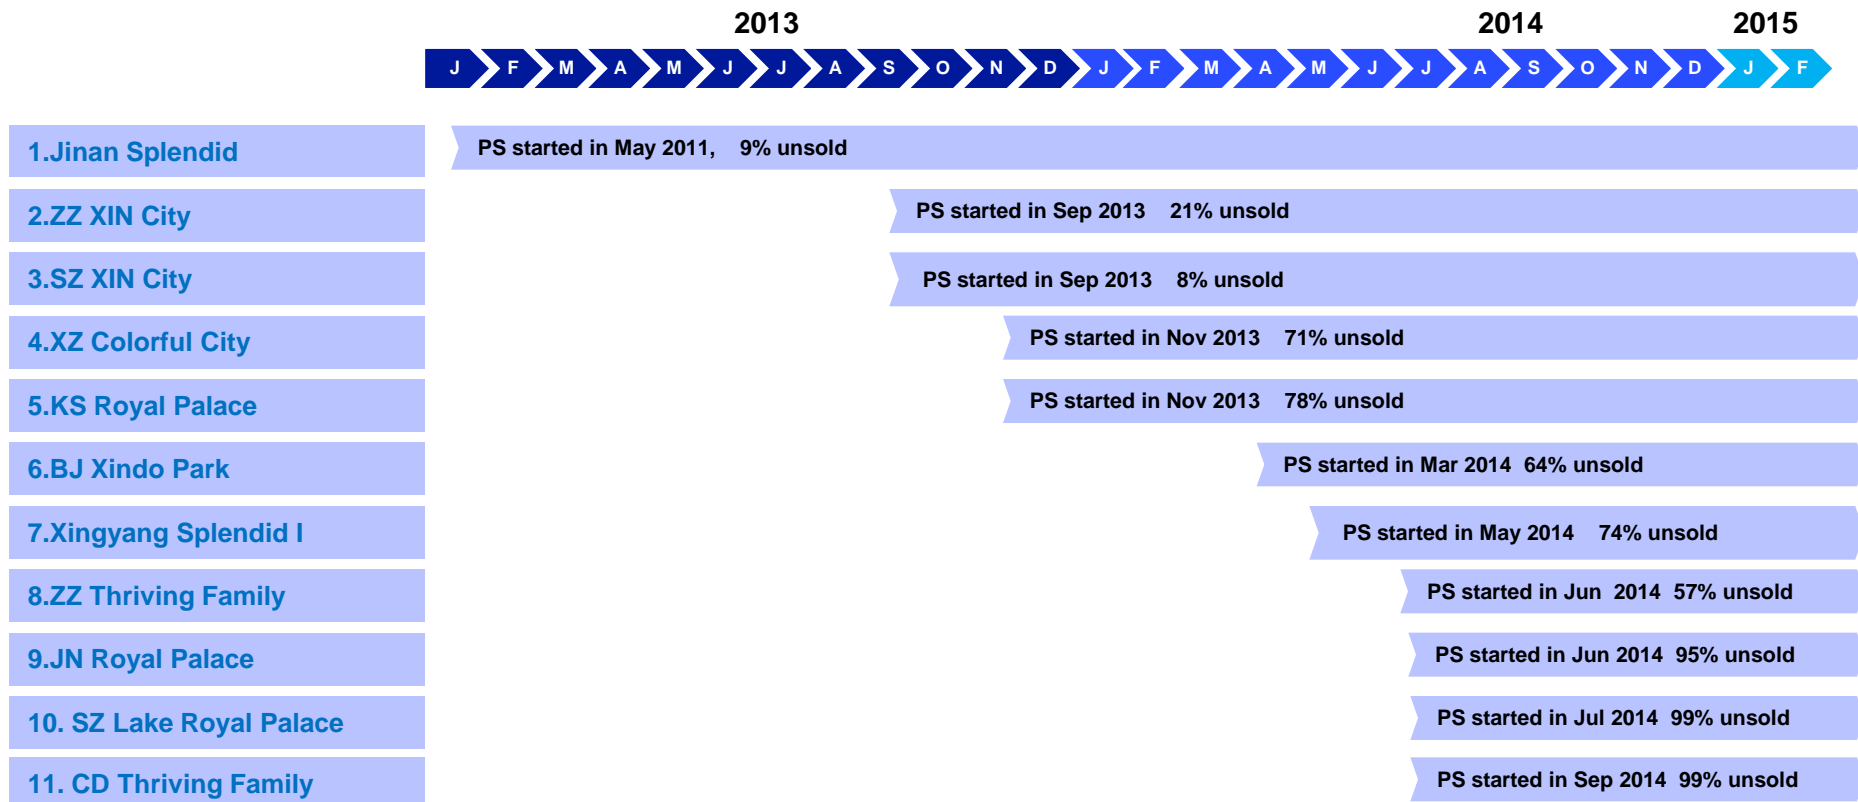 2013 2014 2015
J F M A M J J A S O N D J F M A M J J A S O N D J F
1.Jinan Splendid PS started in May 2011, 9% unsold
2.ZZ XIN City PS started in Sep 2013 21% unsold
3.SZ XIN City PS started in Sep 2013 8% unsold
4.XZ Colorful City PS started in Nov 2013 71% unsold
5.KS Royal Palace PS started in Nov 2013 78% unsold
6.BJ Xindo Park PS started in Mar 2014 64% unsold
7.Xingyang Splendid I PS started in May 2014 74% unsold
8.ZZ Thriving Family PS started in Jun 2014 57% unsold
9.JN Royal Palace PS started in Jun 2014 95% unsold
10. SZ Lake Royal Palace PS started in Jul 2014 99% unsold
11. CD Thriving Family PS started in Sep 2014 99% unsold